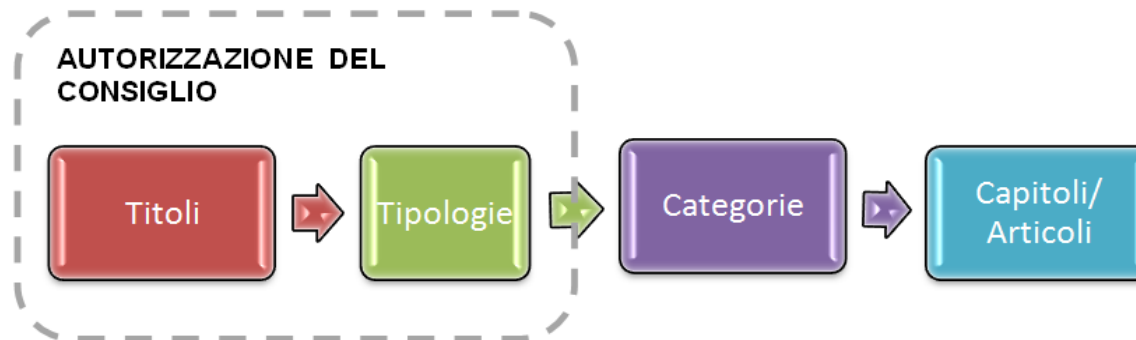 AUTORIZZAZIONE DEL
CONSIGLIO
Titoli
Tipologie
Categorie
Capitoli/
Articoli